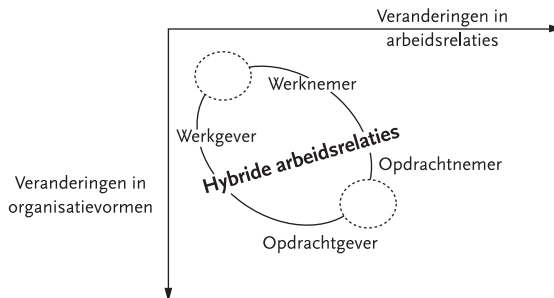 Veranderingen in
arbeidsrelaties
Werknemer
Werkgever
Hybride arbeidsrelaties
Opdrachtnemer
Veranderingen in
organisatievormen
Opdrachtgever